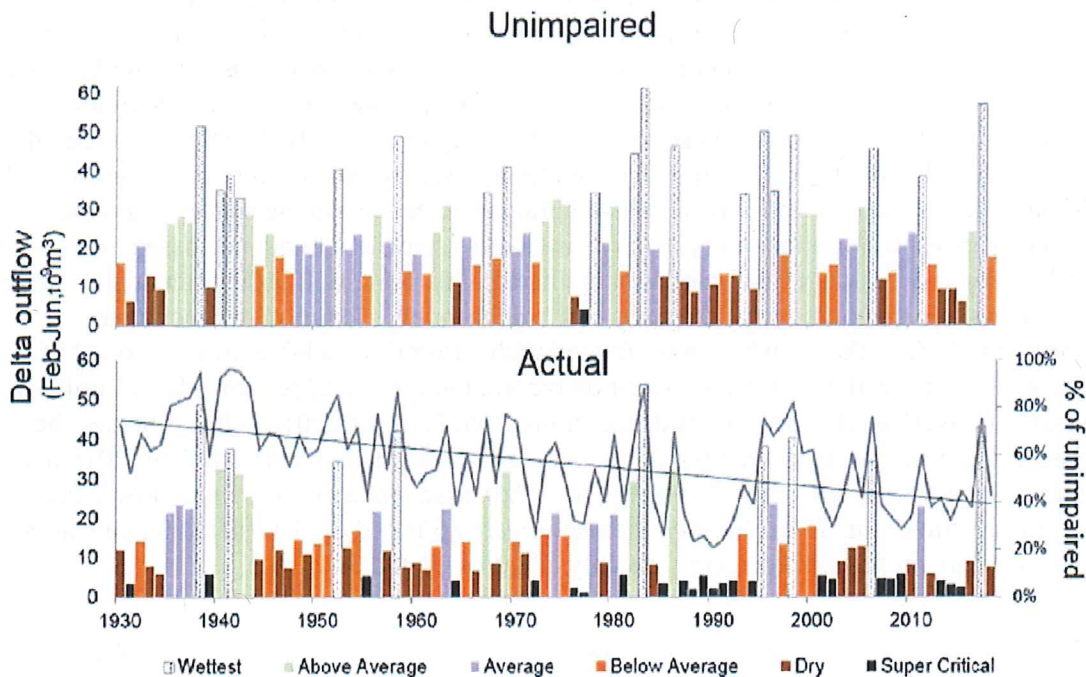 Unimpaired
60
50
40
30
20
10
0
Delta outflow
(Feb-Jun,10⁹m³)
Actual
60
50
40
30
20
10
0
100%
80%
60%
40%
20%
0%
% of unimpaired
1930 1940 1950 1960 1970 1980 1990 2000 2010
Wettest Above Average Average Below Average Dry Super Critical